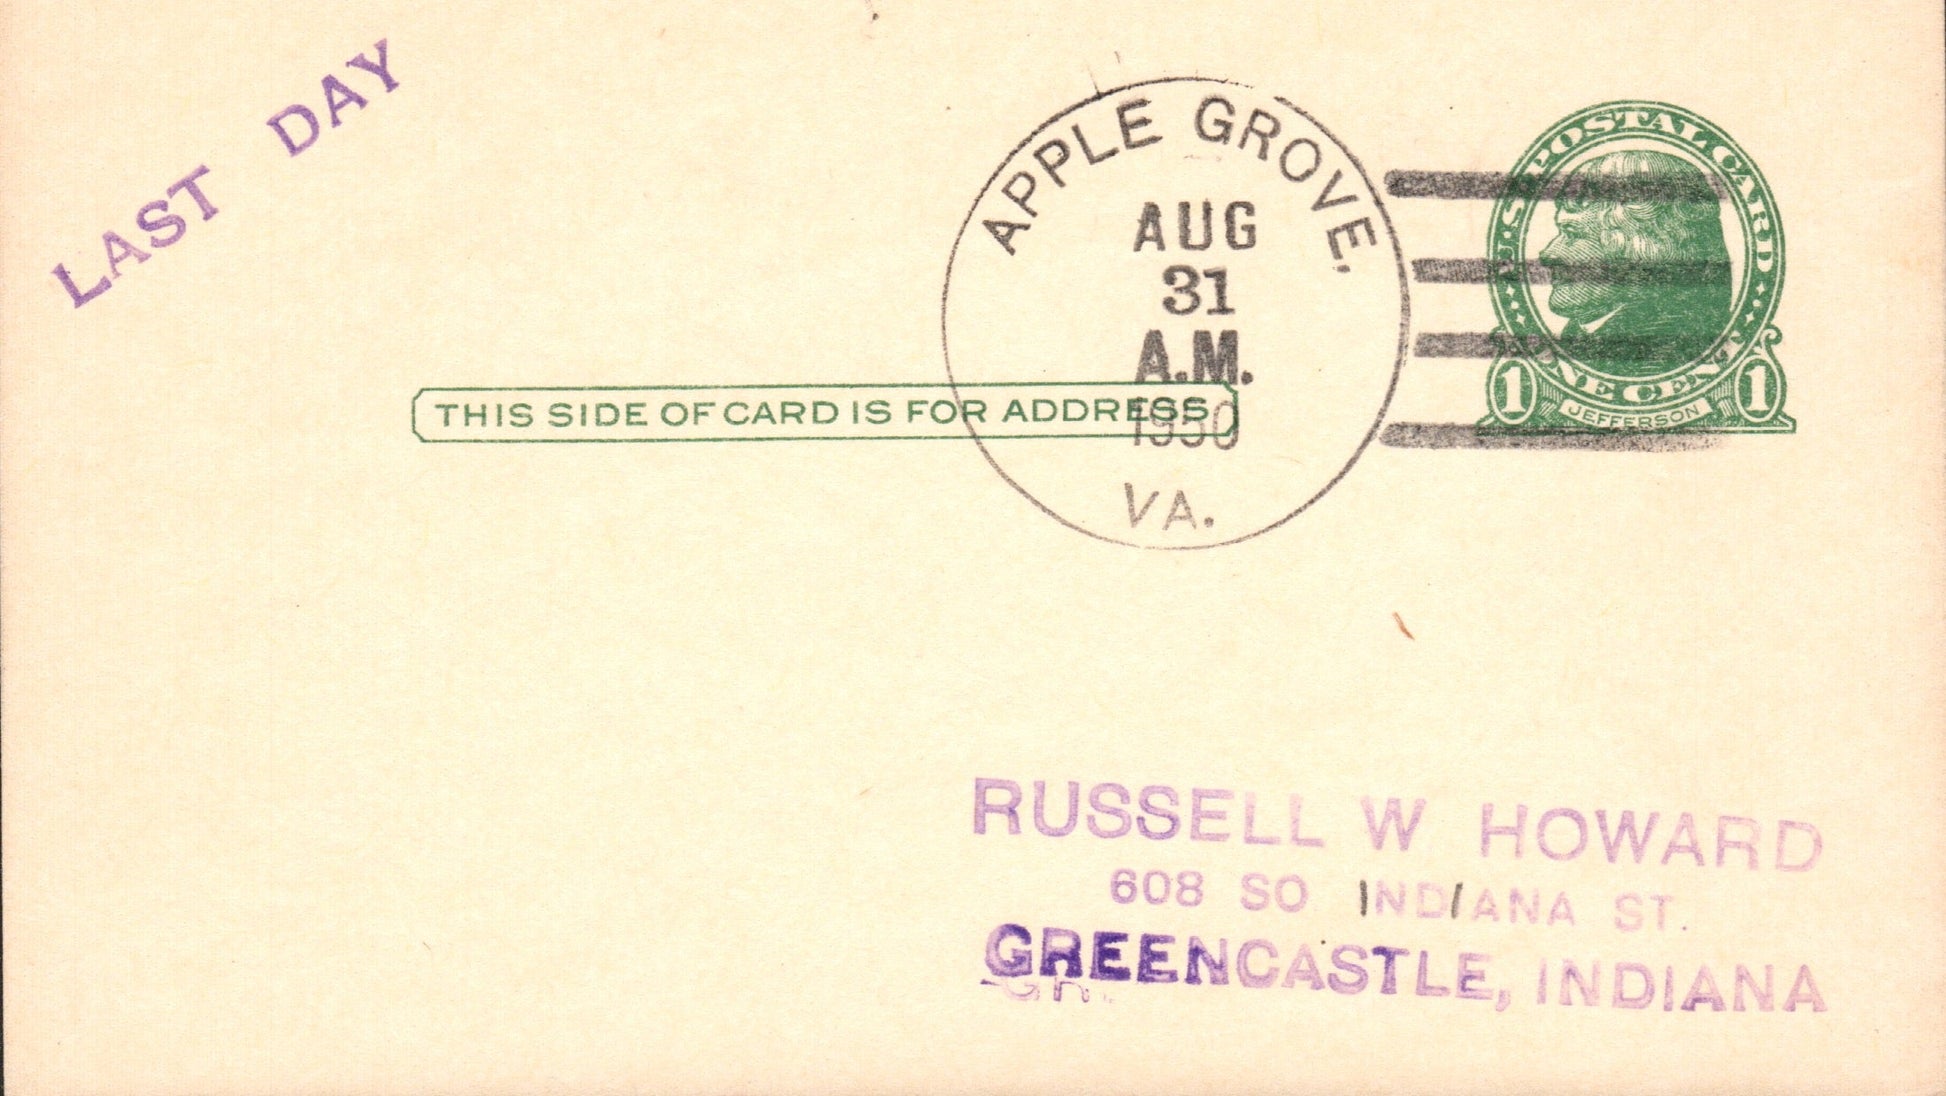 LAST DAY
APPLE GROVE,
AUG
31
A.M.
1950
VA.
U.S. POSTAL CARD
ONE CENT
1 1
JEFFERSON
THIS SIDE OF CARD IS FOR ADDRESS
RUSSELL W HOWARD
608 SO INDIANA ST.
GREENCASTLE, INDIANA